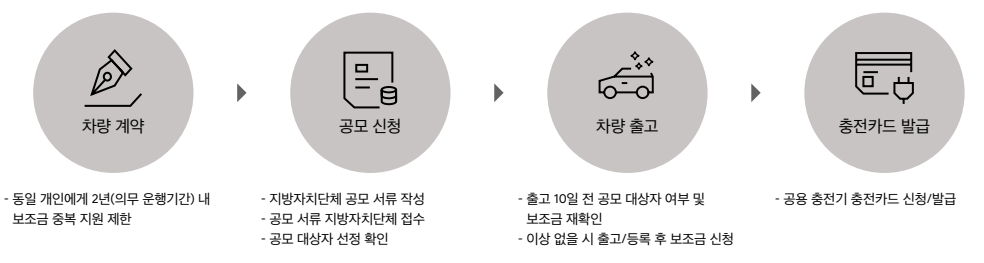 차량 계약
공모 신청
차량 출고
충전카드 발급
- 동일 개인에게 2년(의무 운행기간) 내
보조금 중복 지원 제한
- 지방자치단체 공모 서류 작성
- 공모 서류 지방자치단체 접수
- 공모 대상자 선정 확인
- 출고 10일 전 공모 대상자 여부 및
보조금 재확인
- 이상 없을 시 출고/등록 후 보조금 신청
- 공용 충전기 충전카드 신청/발급